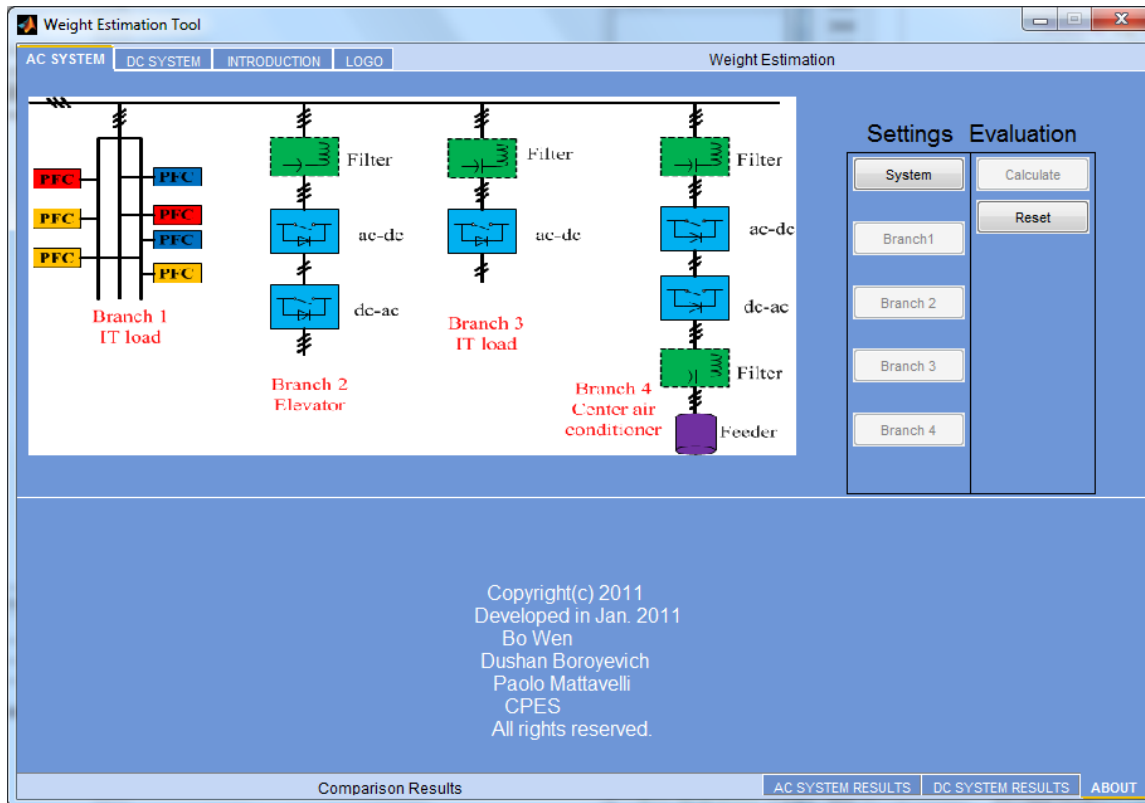 Weight Estimation Tool
AC SYSTEM DC SYSTEM INTRODUCTION LOGO Weight Estimation
Filter
Filter
Filter
PFC
PFC
PFC
PFC
PFC
PFC
PFC
ac-dc
ac-dc
ac-dc
dc-ac
dc-ac
Branch 1
IT load
Branch 2
Elevator
Branch 3
IT load
Filter
Branch 4
Center air
conditioner
Feeder
Settings Evaluation
System Calculate
Reset
Branch1
Branch 2
Branch 3
Branch 4
Copyright(c) 2011
Developed in Jan. 2011
Bo Wen
Dushan Boroyevich
Paolo Mattavelli
CPES
All rights reserved.
Comparison Results AC SYSTEM RESULTS DC SYSTEM RESULTS ABOUT